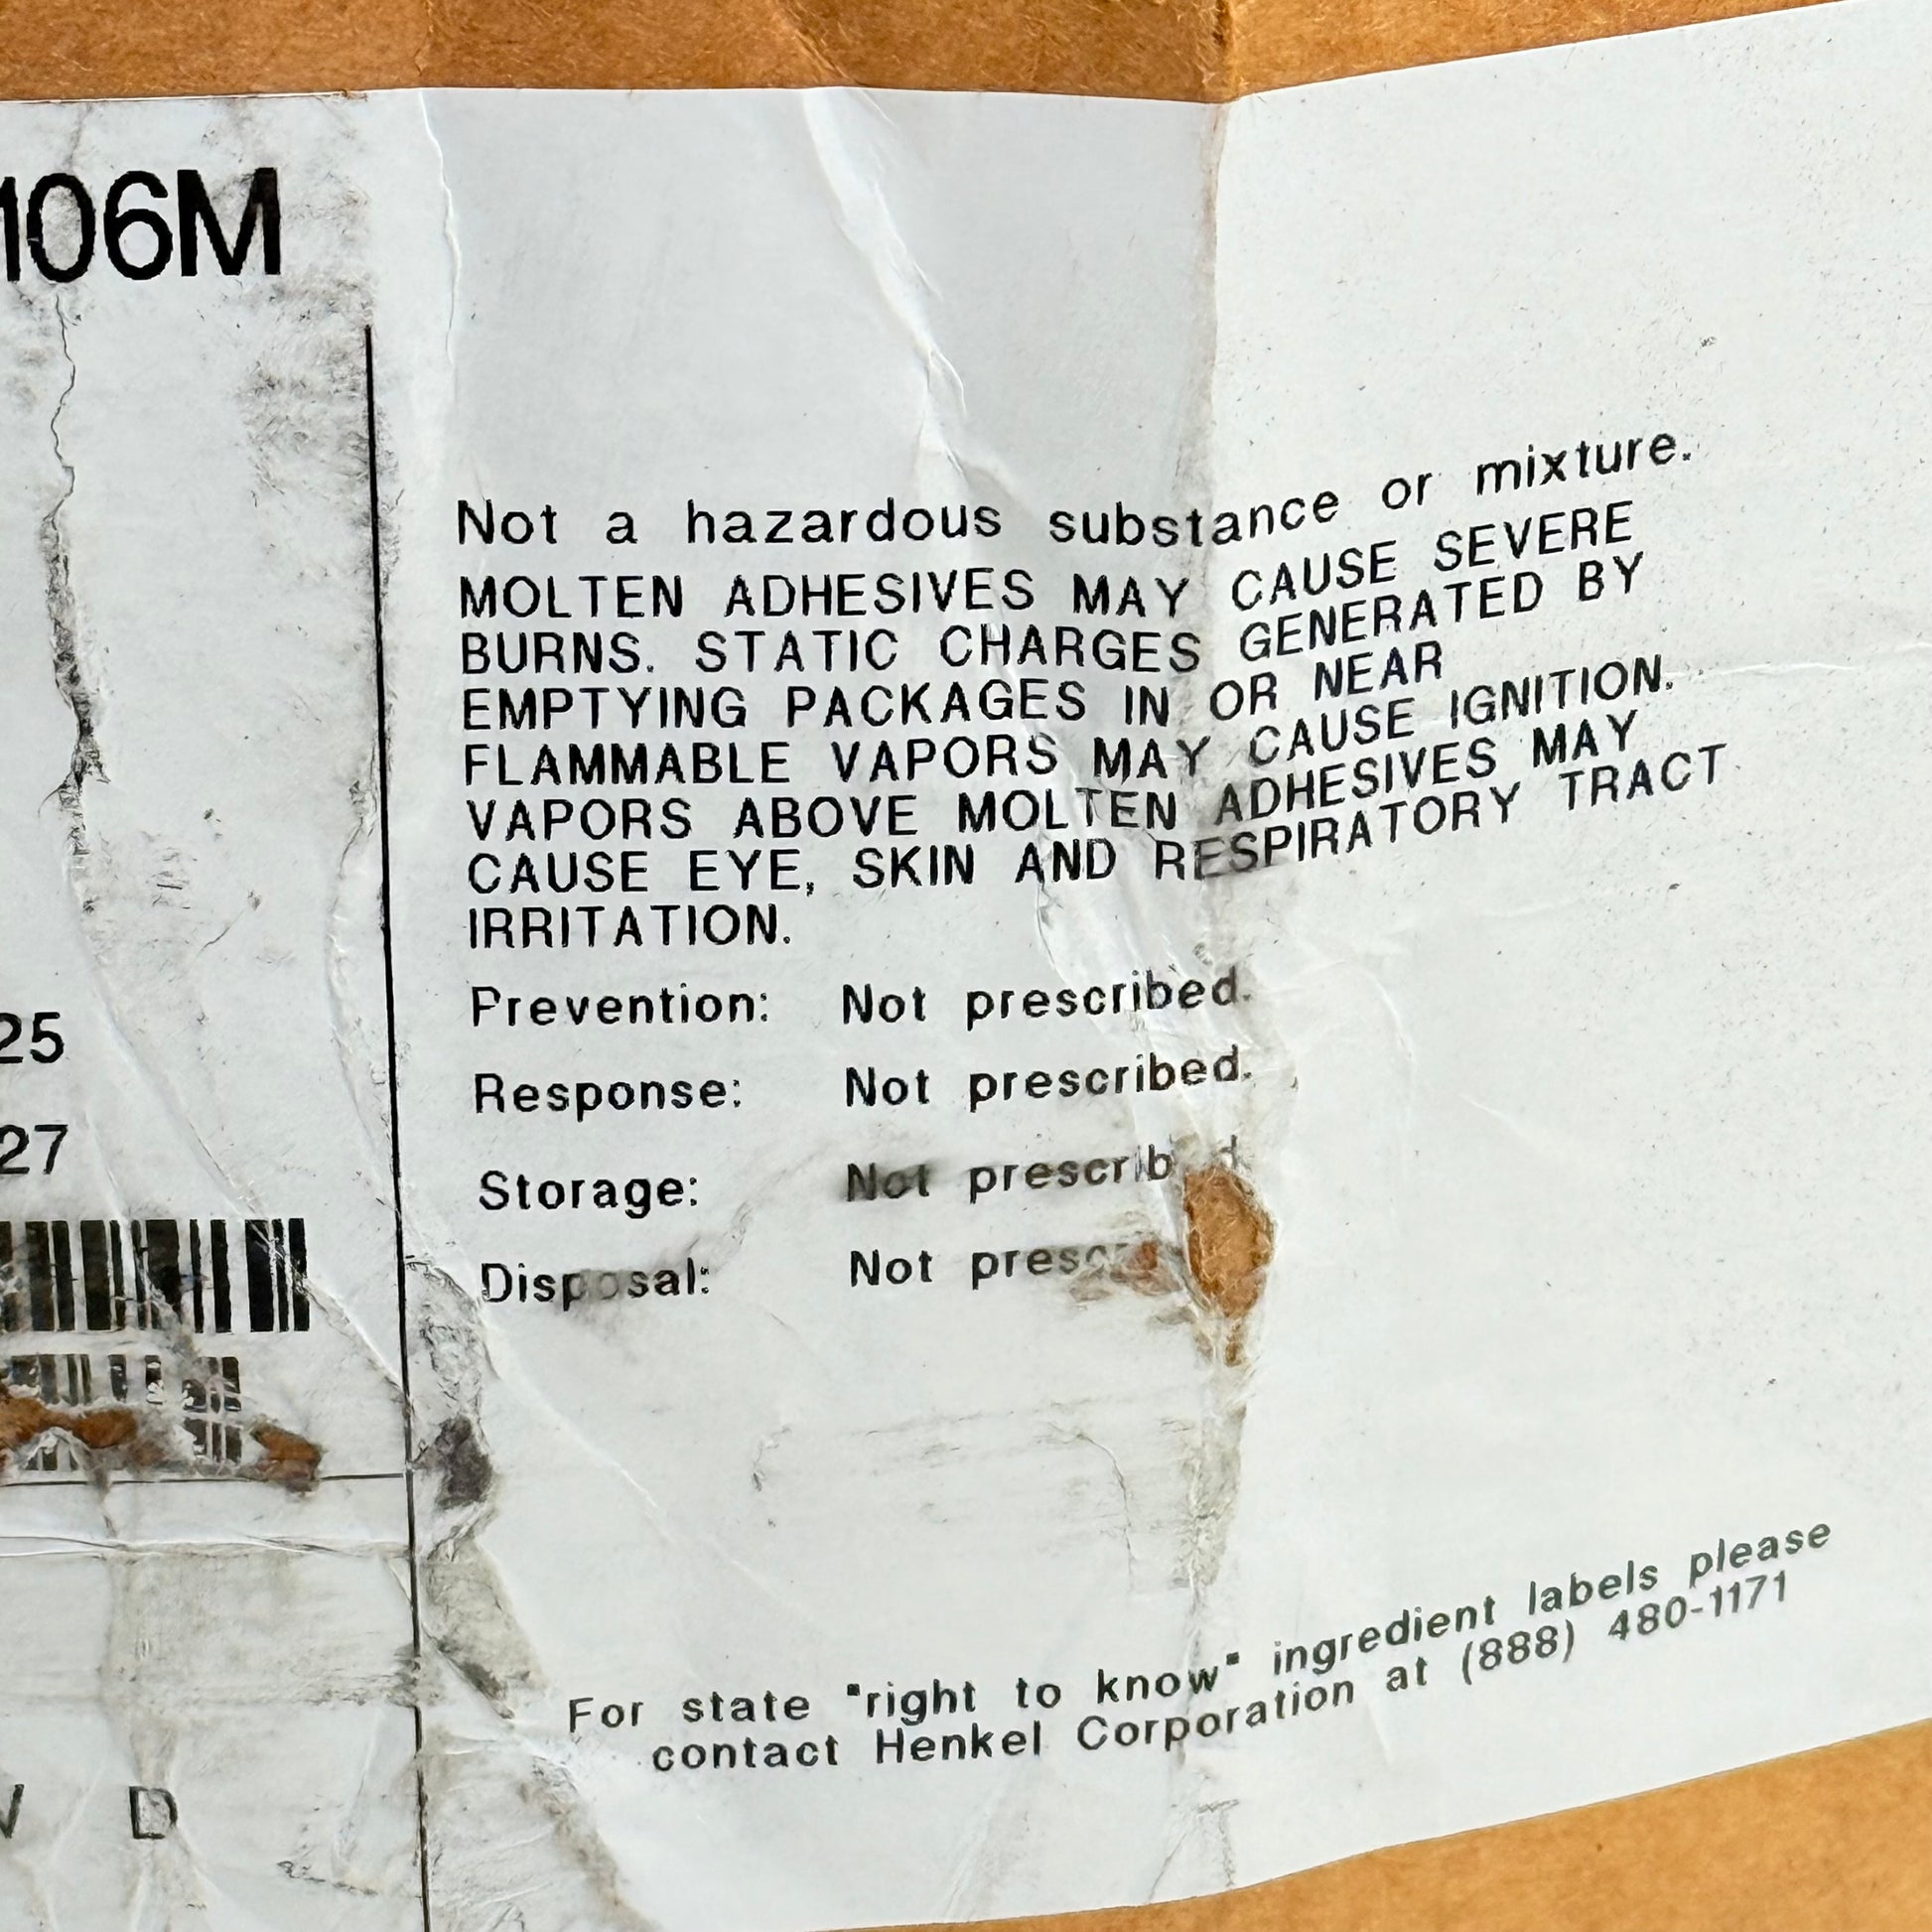 106M
Not a hazardous substance or mixture.
MOLTEN ADHESIVES MAY CAUSE SEVERE
BURNS. STATIC CHARGES GENERATED BY
EMPTYING PACKAGES IN OR NEAR
FLAMMABLE VAPORS MAY CAUSE IGNITION.
VAPORS ABOVE MOLTEN ADHESIVES MAY
CAUSE EYE, SKIN AND RESPIRATORY TRACT
IRRITATION.
Prevention: Not prescribed.
25
Response: Not prescribed.
27
Storage: Not
Disposal: Not
For state "right to know" ingredient labels please
contact Henkel Corporation at (888) 480-1171
D